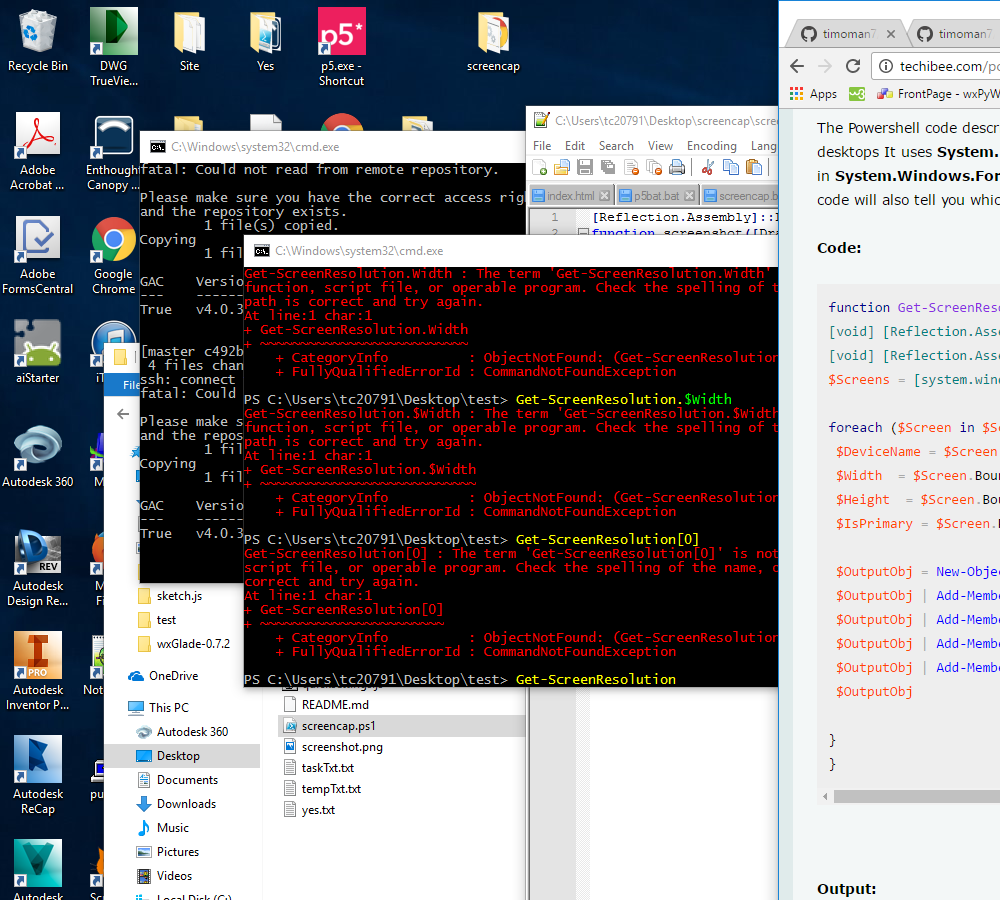 Recycle Bin
DWG
TrueView...
Site
Yes
p5*
p5.exe -
Shortcut
screencap
Adobe
Acrobat ...
Enthought
Canopy ...
Adobe
FormsCentral
Google
Chrome
aiStarter
Autodesk 360
REV
Autodesk
Design Re...
PRO
Autodesk
Inventor P...
Autodesk
ReCap
Autodesk
C:\Windows\system32\cmd.exe
fatal: Could not read from remote repository.
Please make sure you have the correct access rig
and the repository exists.
1 file(s) copied.
Copying
1 fil
GAC Versio
--- ------
True v4.0.3
[master c492b
4 files chan
ssh: connect
fatal: Could
Please make s
and the repos
1 fil
Copying
1 fil
GAC Versio
--- ------
True v4.0.3
C:\Windows\system32\cmd.exe
Get-ScreenResolution.Width : The term 'Get-ScreenResolution.Width'
function, script file, or operable program. Check the spelling of t
path is correct and try again.
At line:1 char:1
+ Get-ScreenResolution.Width
+ ~~~~~~~~~~~~~~~~~~~~~~~~~~
+ CategoryInfo : ObjectNotFound: (Get-ScreenResolution
+ FullyQualifiedErrorId : CommandNotFoundException
PS C:\Users\tc20791\Desktop\test> Get-ScreenResolution.$Width
Get-ScreenResolution.$Width : The term 'Get-ScreenResolution.$Width
function, script file, or operable program. Check the spelling of t
path is correct and try again.
At line:1 char:1
+ Get-ScreenResolution.$Width
+ ~~~~~~~~~~~~~~~~~~~~~~~~~~~
+ CategoryInfo : ObjectNotFound: (Get-ScreenResolution
+ FullyQualifiedErrorId : CommandNotFoundException
PS C:\Users\tc20791\Desktop\test> Get-ScreenResolution[0]
Get-ScreenResolution[0] : The term 'Get-ScreenResolution[0]' is not
script file, or operable program. Check the spelling of the name, o
correct and try again.
At line:1 char:1
+ Get-ScreenResolution[0]
+ ~~~~~~~~~~~~~~~~~~~~~~~
+ CategoryInfo : ObjectNotFound: (Get-ScreenResolution
+ FullyQualifiedErrorId : CommandNotFoundException
PS C:\Users\tc20791\Desktop\test> Get-ScreenResolution
File
sketch.js
test
wxGlade-0.7.2
OneDrive
This PC
Autodesk 360
Desktop
Documents
Downloads
Music
Pictures
Videos
Local Disk (C:)
README.md
screencap.ps1
screenshot.png
taskTxt.txt
tempTxt.txt
yes.txt
C:\Users\tc20791\Desktop\screencap\scree
File Edit Search View Encoding Lang
index.html
p5bat.bat
screencap.b
1 [Reflection.Assembly]::
2 function screenshot([Dra
timoman7
timoman7
techibee.com/po
Apps
w3
FrontPage - wxPyW
The Powershell code descr
desktops It uses System.
in System.Windows.For
code will also tell you whic
Code:
function Get-ScreenReso
[void] [Reflection.Asse
[void] [Reflection.Asse
$Screens = [system.wind
foreach ($Screen in $Sc
$DeviceName = $Screen.
$Width = $Screen.Bou
$Height = $Screen.Bou
$IsPrimary = $Screen.
$OutputObj = New-Objec
$OutputObj | Add-Membe
$OutputObj | Add-Membe
$OutputObj | Add-Membe
$OutputObj | Add-Membe
$OutputObj
}
}
Output: